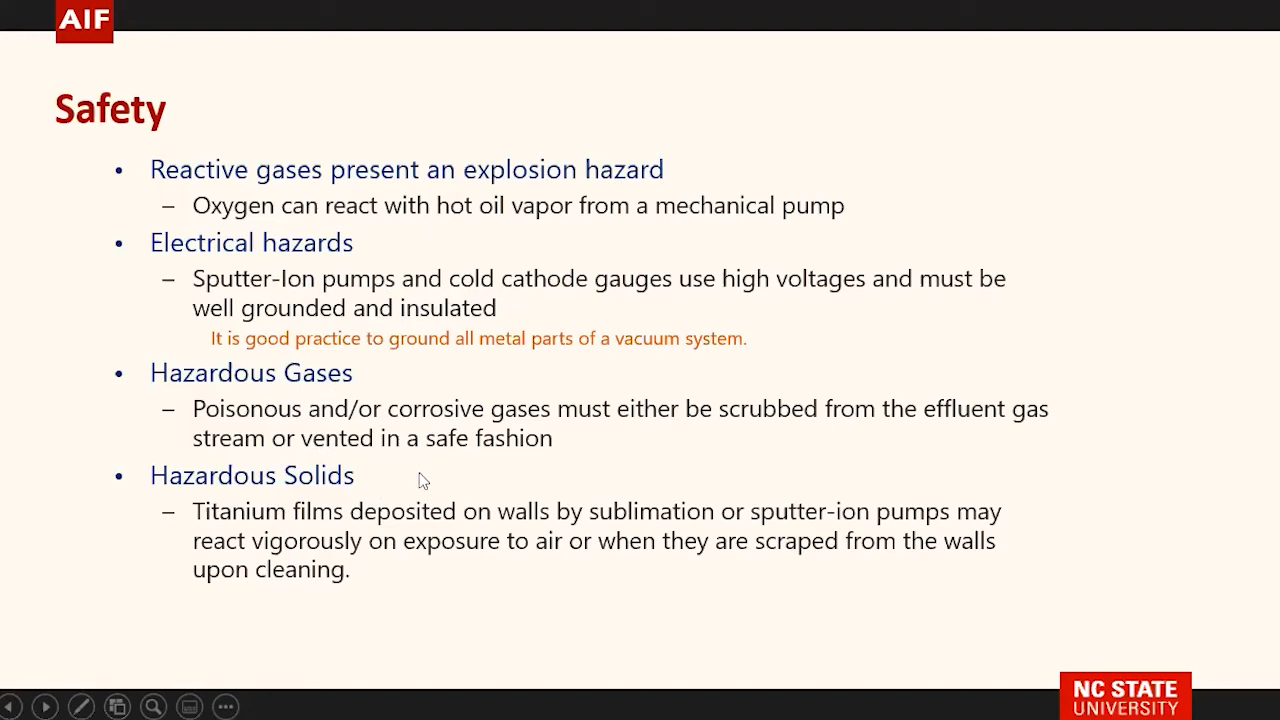 AIF
Safety
• Reactive gases present an explosion hazard
– Oxygen can react with hot oil vapor from a mechanical pump
• Electrical hazards
– Sputter-Ion pumps and cold cathode gauges use high voltages and must be
well grounded and insulated
It is good practice to ground all metal parts of a vacuum system.
• Hazardous Gases
– Poisonous and/or corrosive gases must either be scrubbed from the effluent gas
stream or vented in a safe fashion
• Hazardous Solids
– Titanium films deposited on walls by sublimation or sputter-ion pumps may
react vigorously on exposure to air or when they are scraped from the walls
upon cleaning.
NC STATE
UNIVERSITY